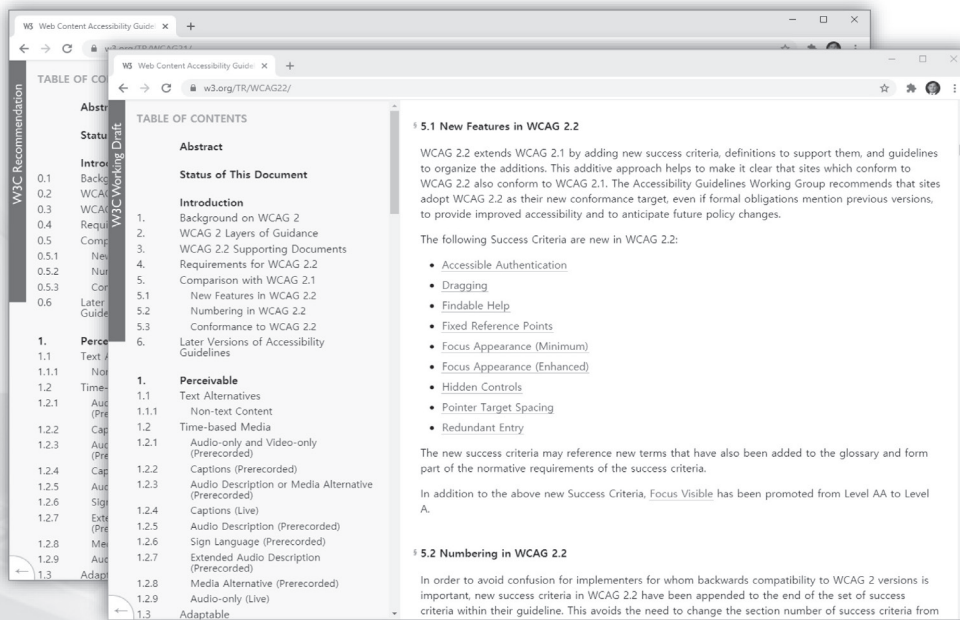 W3 Web Content Accessibility Guide
TABLE OF CO
W3C Recommendation
Abstr
Statu
Introd
0.1 Backg
0.2 WCAG
0.3 WCAG
0.4 Requi
0.5 Comp
0.5.1 Ne
0.5.2 Nu
0.5.3 Con
0.6 Later
Guide
1. Perce
1.1 Text A
1.1.1 No
1.2 Time-
1.2.1 Aud
(Pre
1.2.2 Cap
1.2.3 Aud
(Pre
1.2.4 Cap
1.2.5 Aud
1.2.6 Sign
1.2.7 Exte
(Pre
1.2.8 Me
1.2.9 Aud
1.3 Adapt
W3 Web Content Accessibility Guide
w3.org/TR/WCAG22/
W3C Working Draft
TABLE OF CONTENTS
Abstract
Status of This Document
Introduction
1. Background on WCAG 2
2. WCAG 2 Layers of Guidance
3. WCAG 2.2 Supporting Documents
4. Requirements for WCAG 2.2
5. Comparison with WCAG 2.1
5.1 New Features in WCAG 2.2
5.2 Numbering in WCAG 2.2
5.3 Conformance to WCAG 2.2
6. Later Versions of Accessibility
Guidelines
1. Perceivable
1.1 Text Alternatives
1.1.1 Non-text Content
1.2 Time-based Media
1.2.1 Audio-only and Video-only
(Prerecorded)
1.2.2 Captions (Prerecorded)
1.2.3 Audio Description or Media Alternative
(Prerecorded)
1.2.4 Captions (Live)
1.2.5 Audio Description (Prerecorded)
1.2.6 Sign Language (Prerecorded)
1.2.7 Extended Audio Description
(Prerecorded)
1.2.8 Media Alternative (Prerecorded)
1.2.9 Audio-only (Live)
1.3 Adaptable
§ 5.1 New Features in WCAG 2.2
WCAG 2.2 extends WCAG 2.1 by adding new success criteria, definitions to support them, and guidelines
to organize the additions. This additive approach helps to make it clear that sites which conform to
WCAG 2.2 also conform to WCAG 2.1. The Accessibility Guidelines Working Group recommends that sites
adopt WCAG 2.2 as their new conformance target, even if formal obligations mention previous versions,
to provide improved accessibility and to anticipate future policy changes.
The following Success Criteria are new in WCAG 2.2:
• Accessible Authentication
• Dragging
• Findable Help
• Fixed Reference Points
• Focus Appearance (Minimum)
• Focus Appearance (Enhanced)
• Hidden Controls
• Pointer Target Spacing
• Redundant Entry
The new success criteria may reference new terms that have also been added to the glossary and form
part of the normative requirements of the success criteria.
In addition to the above new Success Criteria, Focus Visible has been promoted from Level AA to Level
A.
§ 5.2 Numbering in WCAG 2.2
In order to avoid confusion for implementers for whom backwards compatibility to WCAG 2 versions is
important, new success criteria in WCAG 2.2 have been appended to the end of the set of success
criteria within their guideline. This avoids the need to change the section number of success criteria from